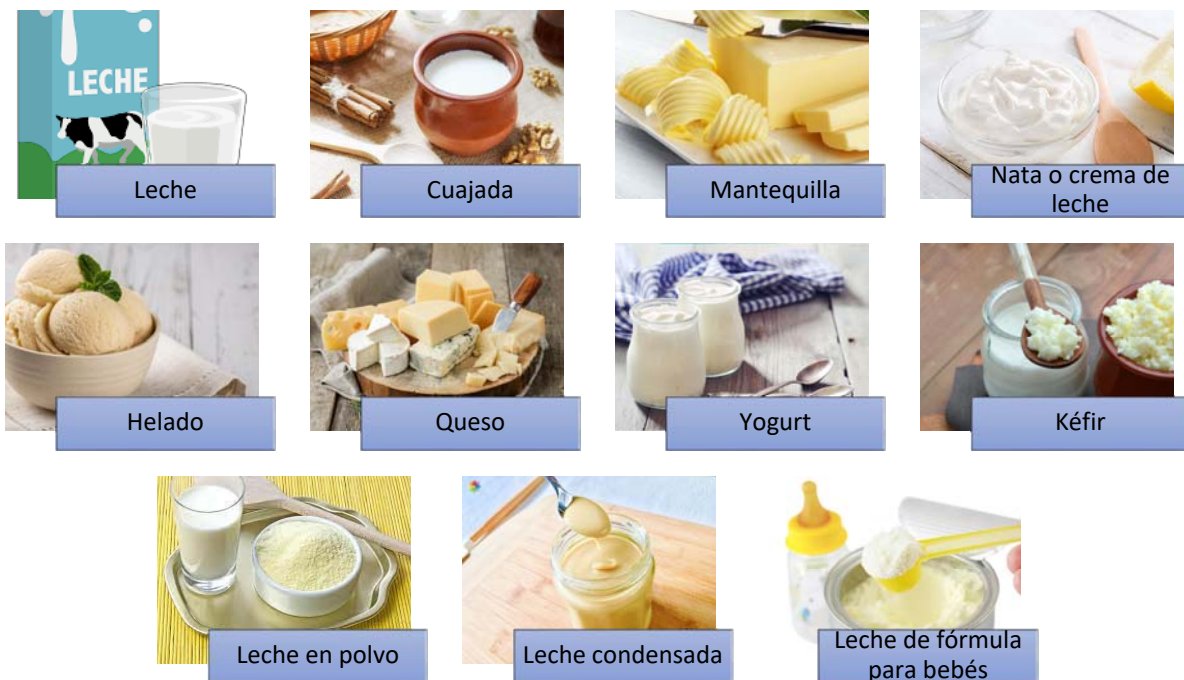 LECHE
Leche
Cuajada
Mantequilla
Nata o crema de
leche
Helado
Queso
Yogurt
Kéfir
Leche en polvo
Leche condensada
Leche de fórmula
para bebés